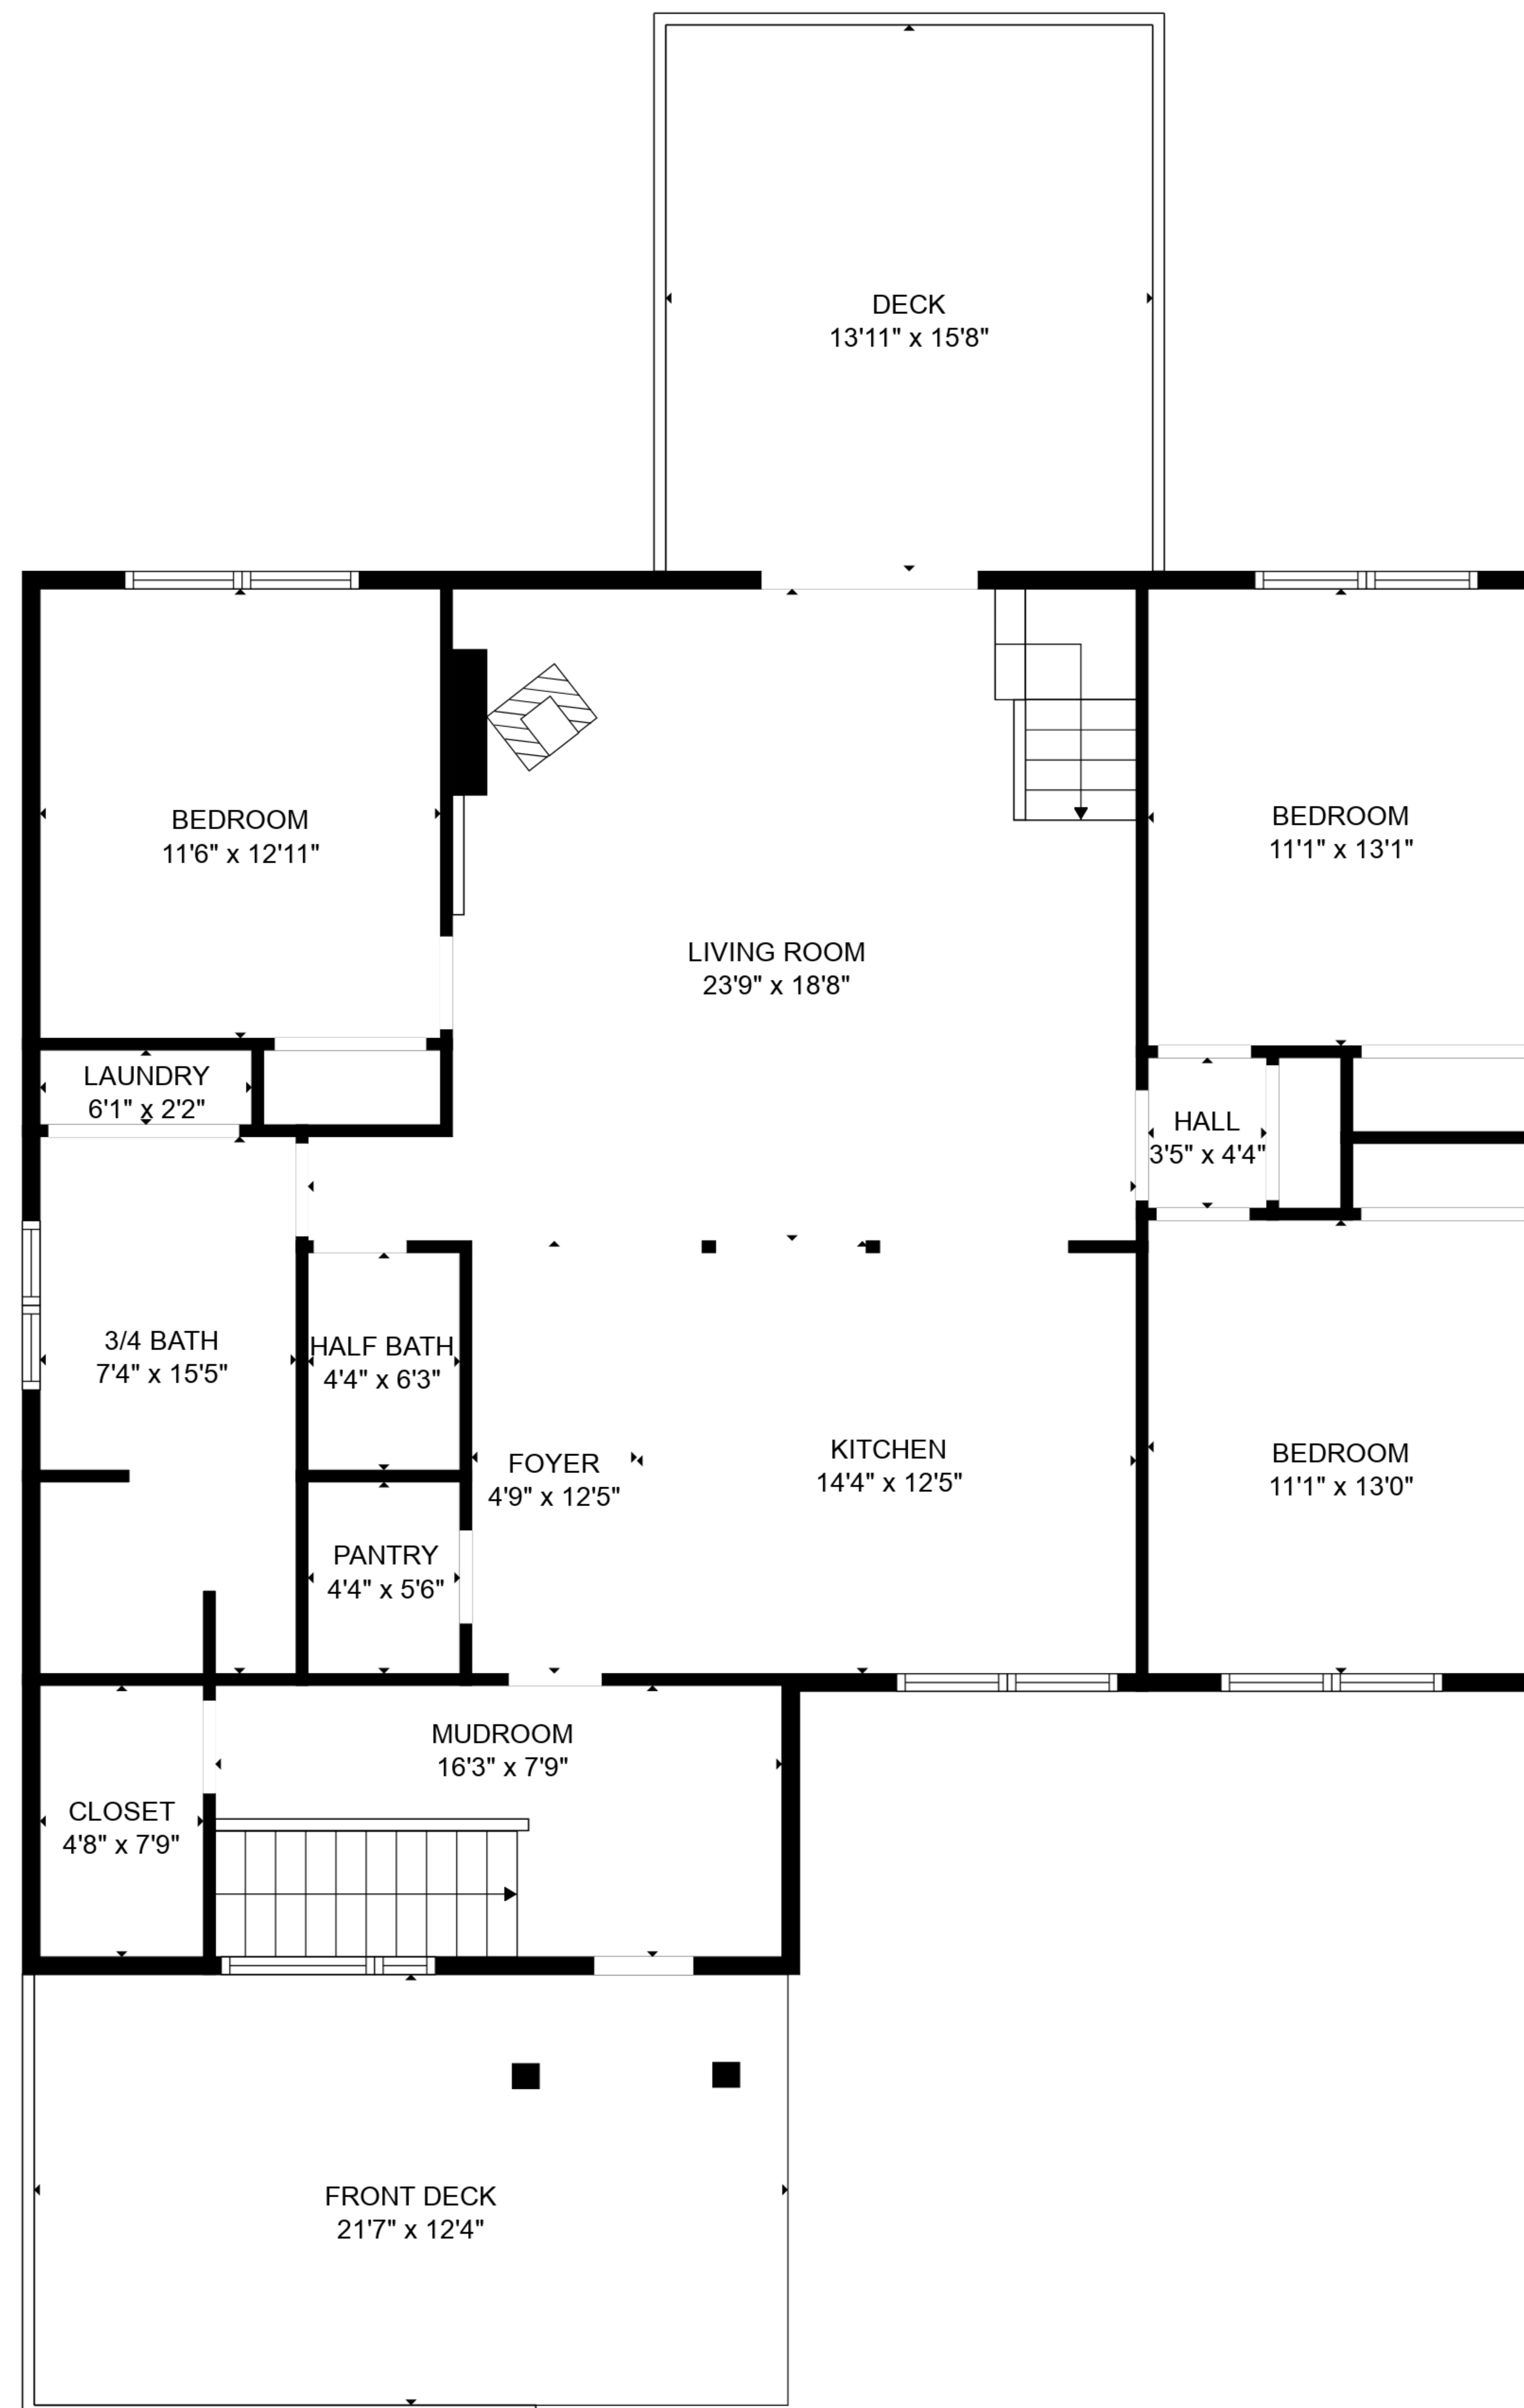 DECK
13'11" x 15'8"
BEDROOM
11'6" x 12'11"
BEDROOM
11'1" x 13'1"
LIVING ROOM
23'9" x 18'8"
LAUNDRY
6'1" x 2'2"
HALL
3'5" x 4'4"
3/4 BATH
7'4" x 15'5"
HALF BATH
4'4" x 6'3"
FOYER
4'9" x 12'5"
KITCHEN
14'4" x 12'5"
BEDROOM
11'1" x 13'0"
PANTRY
4'4" x 5'6"
MUDROOM
16'3" x 7'9"
CLOSET
4'8" x 7'9"
FRONT DECK
21'7" x 12'4"